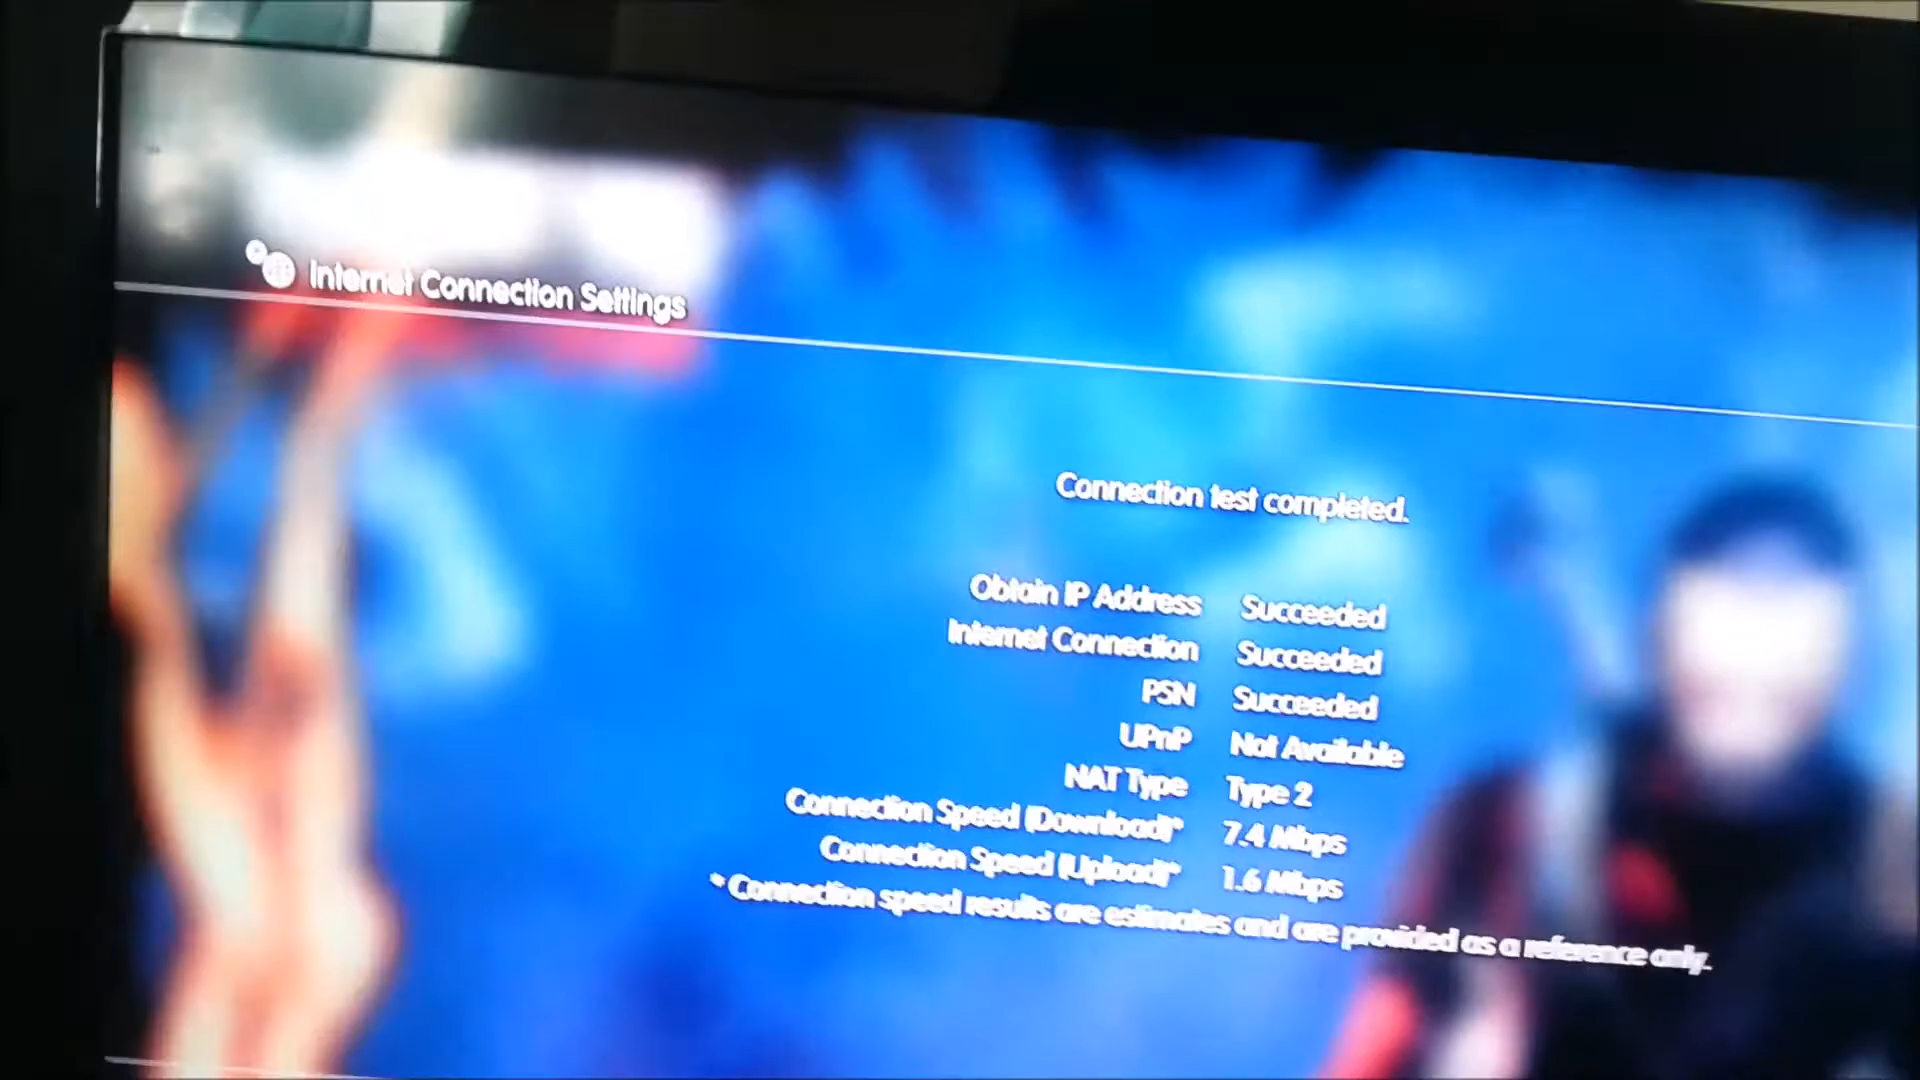 Internet Connection Settings
Connection test completed.
Obtain IP Address Succeeded
Internet Connection Succeeded
PSN Succeeded
UPnP Not Available
NAT Type Type 2
Connection Speed (Download)* 7.4 Mbps
Connection Speed (Upload)* 1.6 Mbps
* Connection speed results are estimates and are provided as a reference only.